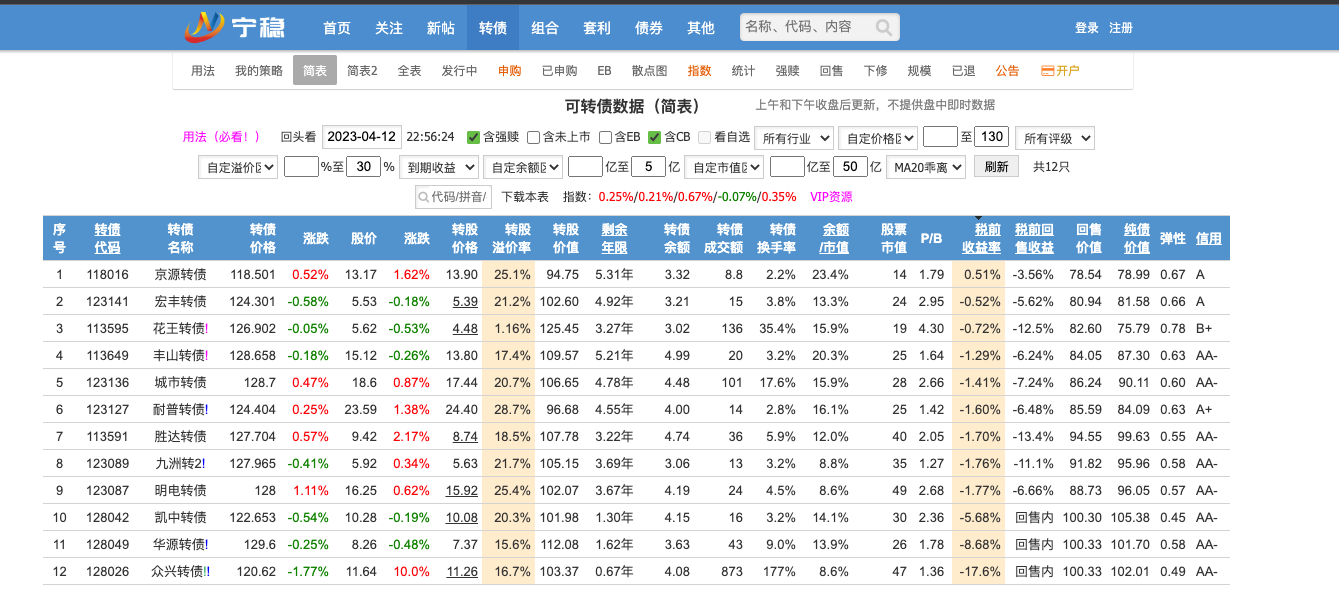 宁稳 首页 关注 新帖 转债 组合 套利 债券 其他 名称、代码、内容 登录 注册
用法 我的策略 简表 简表2 全表 发行中 申购 已申购 EB 散点图 指数 统计 强赎 回售 下修 规模 已退 公告 开户
可转债数据（简表） 上午和下午收盘后更新，不提供盘中即时数据
用法（必看！） 回头看 2023-04-12 22:56:24 含强赎 含未上市 含EB 含CB 看自选 所有行业 自定价格区 至 130 所有评级
自定溢价区 %至 30 % 到期收益 自定余额区 亿至 5 亿 自定市值区 亿至 50 亿 MA20乖离 刷新 共12只
代码/拼音/ 下载本表 指数：0.25%/0.21%/0.67%/-0.07%/0.35% VIP资源
序 转债 转债 转债 转股 转股 转股 剩余 转债 转债 转债 余额 股票 税前 税前回 回售 纯债
涨跌 股价 涨跌 P/B 弹性 信用
号 代码 名称 价格 价格 溢价率 价值 年限 余额 成交额 换手率 /市值 市值 收益率 售收益 价值 价值
1 118016 京源转债 118.501 0.52% 13.17 1.62% 13.90 25.1% 94.75 5.31年 3.32 8.8 2.2% 23.4% 14 1.79 0.51% -3.56% 78.54 78.99 0.67 A
2 123141 宏丰转债 124.301 -0.58% 5.53 -0.18% 5.39 21.2% 102.60 4.92年 3.21 15 3.8% 13.3% 24 2.95 -0.52% -5.62% 80.94 81.58 0.66 A
3 113595 花王转债! 126.902 -0.05% 5.62 -0.53% 4.48 1.16% 125.45 3.27年 3.02 136 35.4% 15.9% 19 4.30 -0.72% -12.5% 82.60 75.79 0.78 B+
4 113649 丰山转债! 128.658 -0.18% 15.12 -0.26% 13.80 17.4% 109.57 5.21年 4.99 20 3.2% 20.3% 25 1.64 -1.29% -6.24% 84.05 87.30 0.63 AA-
5 123136 城市转债 128.7 0.47% 18.6 0.87% 17.44 20.7% 106.65 4.78年 4.48 101 17.6% 15.9% 28 2.66 -1.41% -7.24% 86.24 90.11 0.60 AA-
6 123127 耐普转债! 124.404 0.25% 23.59 1.38% 24.40 28.7% 96.68 4.55年 4.00 14 2.8% 16.1% 25 1.42 -1.60% -6.48% 85.59 84.09 0.63 A+
7 113591 胜达转债 127.704 0.57% 9.42 2.17% 8.74 18.5% 107.78 3.22年 4.74 36 5.9% 12.0% 40 2.05 -1.70% -13.4% 94.55 99.63 0.55 AA-
8 123089 九洲转2! 127.965 -0.41% 5.92 0.34% 5.63 21.7% 105.15 3.69年 3.06 13 3.2% 8.8% 35 1.27 -1.76% -11.1% 91.82 95.96 0.58 AA-
9 123087 明电转债 128 1.11% 16.25 0.62% 15.92 25.4% 102.07 3.67年 4.19 24 4.5% 8.6% 49 2.68 -1.77% -6.66% 88.73 96.05 0.57 AA-
10 128042 凯中转债 122.653 -0.54% 10.28 -0.19% 10.08 20.3% 101.98 1.30年 4.15 16 3.2% 14.1% 30 2.36 -5.68% 回售内 100.30 105.38 0.45 AA-
11 128049 华源转债! 129.6 -0.25% 8.26 -0.48% 7.37 15.6% 112.08 1.62年 3.63 43 9.0% 13.9% 26 1.78 -8.68% 回售内 100.33 101.70 0.58 AA-
12 128026 众兴转债!! 120.62 -1.77% 11.64 10.0% 11.26 16.7% 103.37 0.67年 4.08 873 177% 8.6% 47 1.36 -17.6% 回售内 100.33 102.01 0.49 AA-